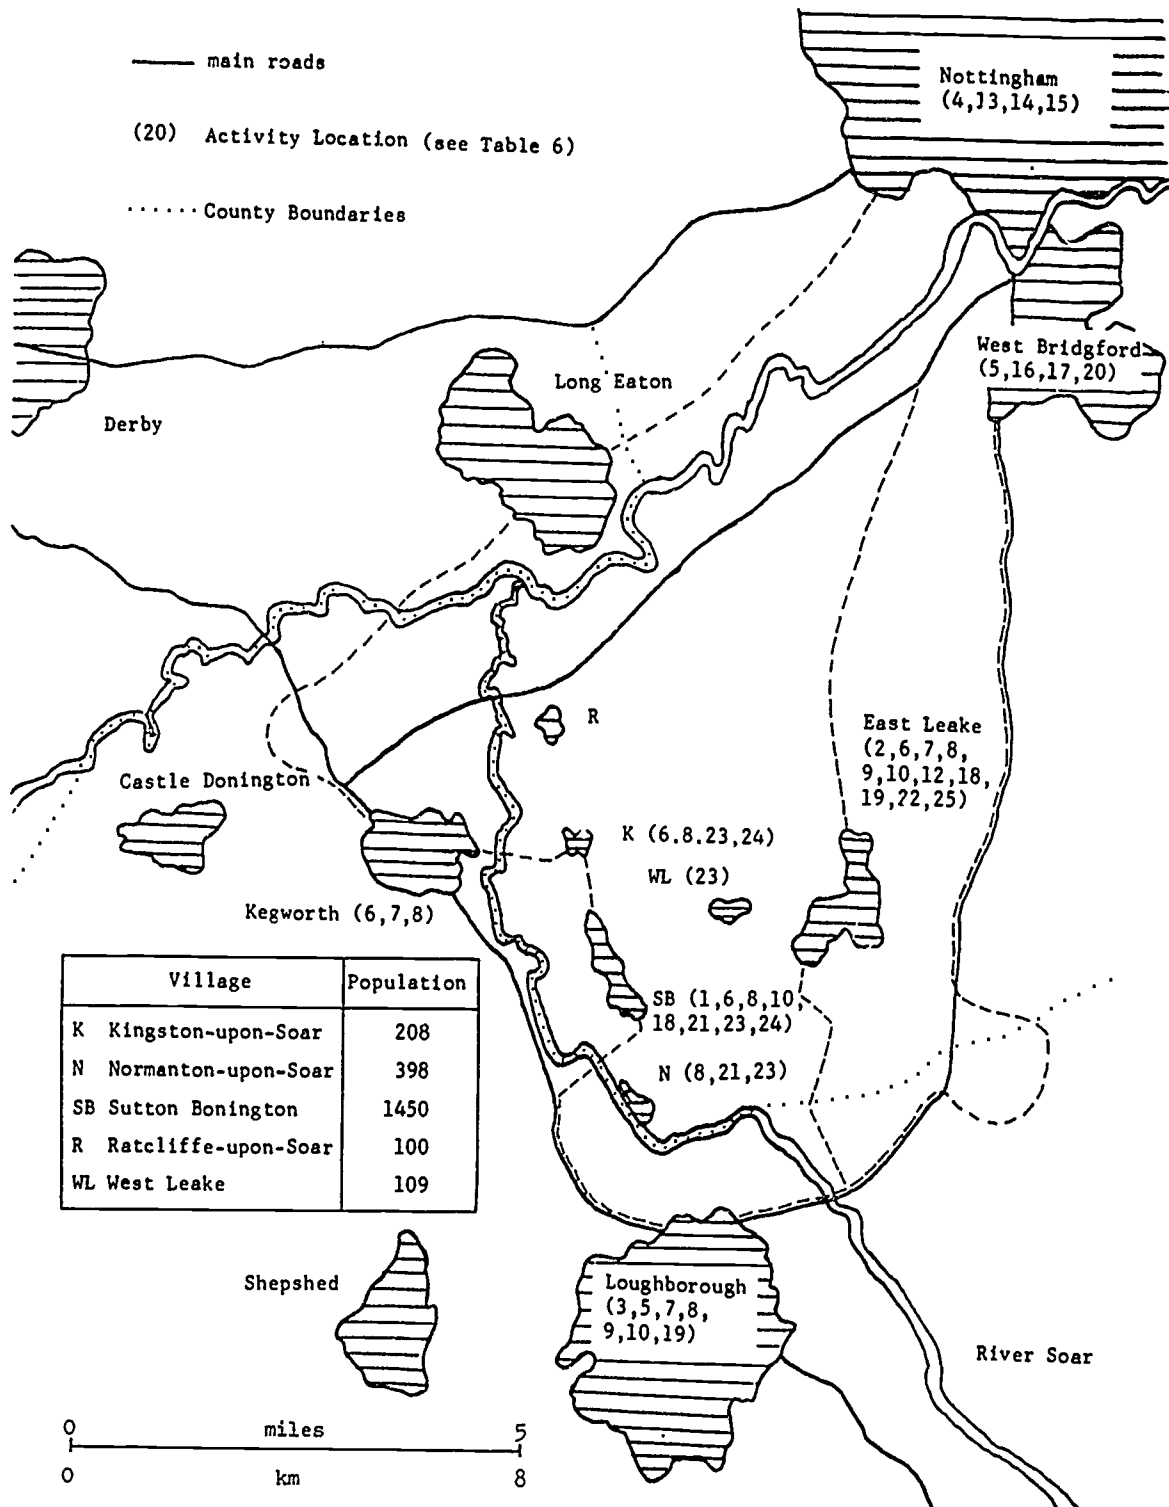 main roads
(20) Activity Location (see Table 6)
...... County Boundaries
Nottingham
(4,13,14,15)
West Bridgford
(5,16,17,20)
Long Eaton
Derby
R
East Leake
(2,6,7,8,
9,10,12,18,
19,22,25)
Castle Donington
K (6.8.23,24)
WL (23)
Kegworth (6,7,8)
SB (1,6,8,10,
18,21,23,24)
N (8,21,23)
Village Population
K Kingston-upon-Soar 208
N Normanton-upon-Soar 398
SB Sutton Bonington 1450
R Ratcliffe-upon-Soar 100
WL West Leake 109
Shepshed
Loughborough
(3,5,7,8,
9,10,19)
River Soar
0 miles 5
0 km 8